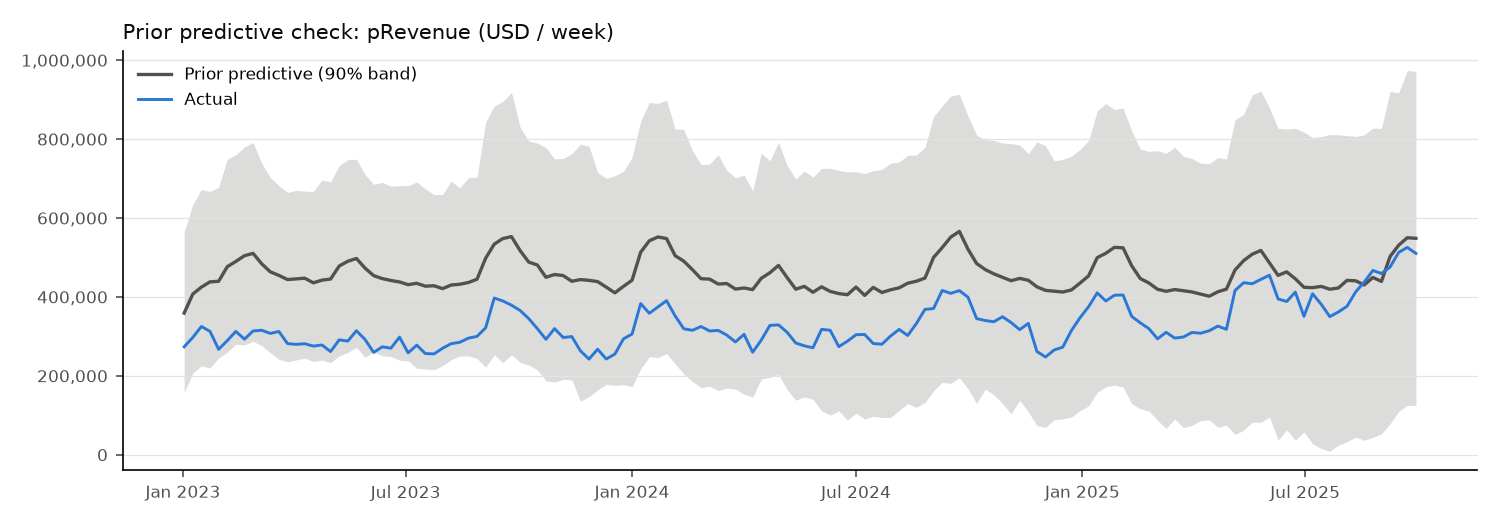 Prior predictive check: pRevenue (USD / week)
1,000,000
800,000
600,000
400,000
200,000
0
Prior predictive (90% band)
Actual
Jan 2023
Jul 2023
Jan 2024
Jul 2024
Jan 2025
Jul 2025